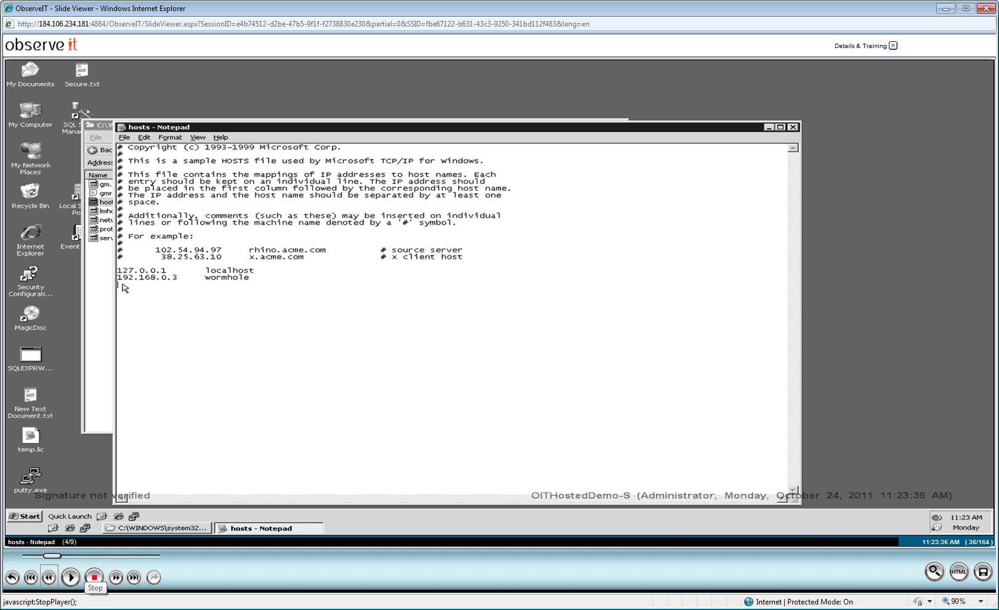 ObserveIT - Slide Viewer - Windows Internet Explorer
http://184.106.234.181:4884/ObserveIT/SlideViewer.aspx?SessionID=e4b74512-d2be-47b5-9f1f-f2738830a230&partial=0&SSID=fbe67122-b631-43c3-9250-341bd112f483&lang=en
observe it
Details & Training
My Documents
Secure.txt
My Computer
SQL S
Mana
My Network
Places
Recycle Bin
Local S
Po
Internet
Explorer
Event
Security
Configurati...
MagicDisc
SQLEXPRW...
New Text
Document.txt
temp.lic
putty.exe
C:\W
File
Bac
Address
Name
gm.
gmr
host
lmho
netw
prot
serv
hosts - Notepad
File Edit Format View Help
# Copyright (c) 1993-1999 Microsoft Corp.
#
# This is a sample HOSTS file used by Microsoft TCP/IP for Windows.
#
# This file contains the mappings of IP addresses to host names. Each
# entry should be kept on an individual line. The IP address should
# be placed in the first column followed by the corresponding host name.
# The IP address and the host name should be separated by at least one
# space.
#
# Additionally, comments (such as these) may be inserted on individual
# lines or following the machine name denoted by a '#' symbol.
#
# For example:
#
# 102.54.94.97 rhino.acme.com # source server
# 38.25.63.10 x.acme.com # x client host
127.0.0.1 localhost
192.168.0.3 wormhole
Signature not verified
OITHostedDemo-S (Administrator, Monday, October 24, 2011 11:23:36 AM)
Start Quick Launch
C:\WINDOWS\system32...
hosts - Notepad
11:23 AM
Monday
hosts - Notepad (4/9)
11:23:36 AM (36/164)
Stop
HTML
javascript:StopPlayer();
Internet | Protected Mode: On
90%